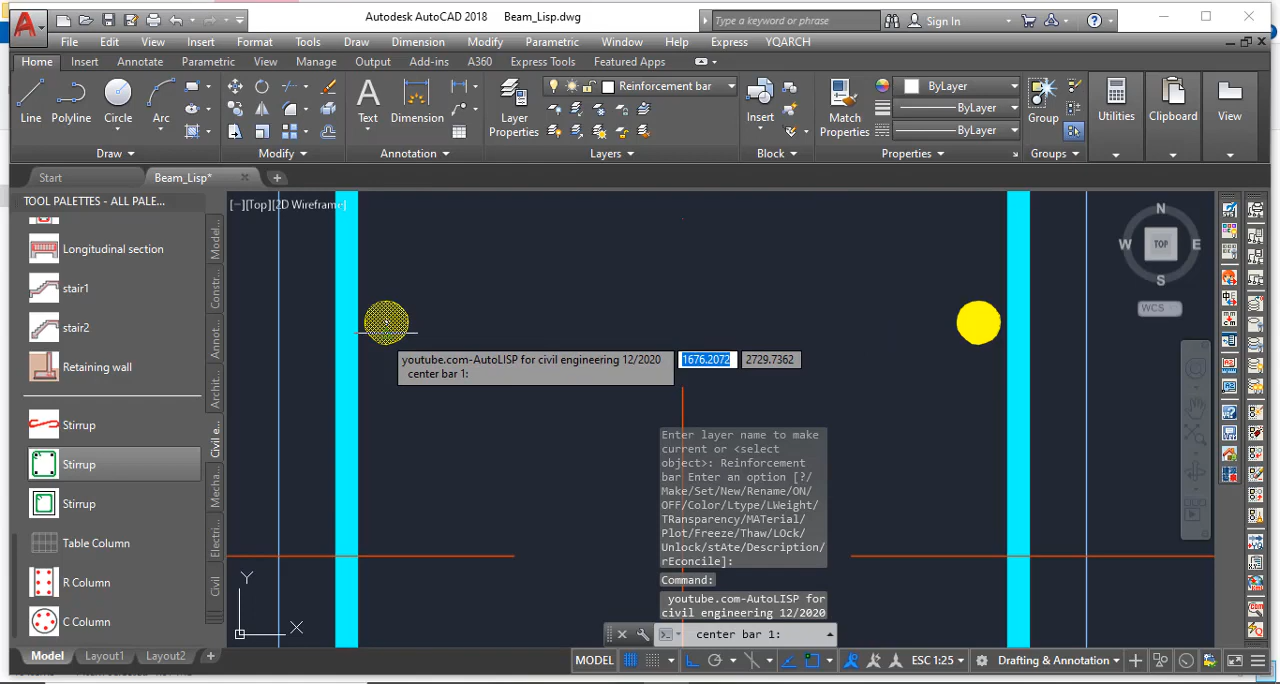 Autodesk AutoCAD 2018    Beam_Lisp.dwg
Type a keyword or phrase
Sign In
File Edit View Insert Format Tools Draw Dimension Modify Parametric Window Help Express YQARCH
Home Insert Annotate Parametric View Manage Output Add-ins A360 Express Tools Featured Apps
Line
Polyline
Circle
Arc
Text
Dimension
Layer
Properties
Reinforcement bar
Insert
Match
Properties
ByLayer
ByLayer
ByLayer
Group
Utilities
Clipboard
View
Draw
Modify
Annotation
Layers
Block
Properties
Groups
Start
Beam_Lisp*
TOOL PALETTES - ALL PALE...
Longitudinal section
stair1
stair2
Retaining wall
Stirrup
Stirrup
Stirrup
Table Column
R Column
C Column
Model...
Constr...
Annot...
Archit...
Civil e...
Mecha...
Electri...
Civil
[−][Top][2D Wireframe]
N
W TOP E
S
WCS
youtube.com-AutoLISP for civil engineering 12/2020
center bar 1:
1676.2072
2729.7362
Enter layer name to make
current or <select
object>: Reinforcement
bar Enter an option [?/
Make/Set/New/Rename/ON/
OFF/Color/Ltype/LWeight/
TRansparency/MATerial/
Plot/Freeze/Thaw/LOck/
Unlock/stAte/Description/
rEconcile]:
Command:
youtube.com-AutoLISP for
civil engineering 12/2020
center bar 1:
Y
X
Model Layout1 Layout2 +
MODEL
ESC 1:25
Drafting & Annotation